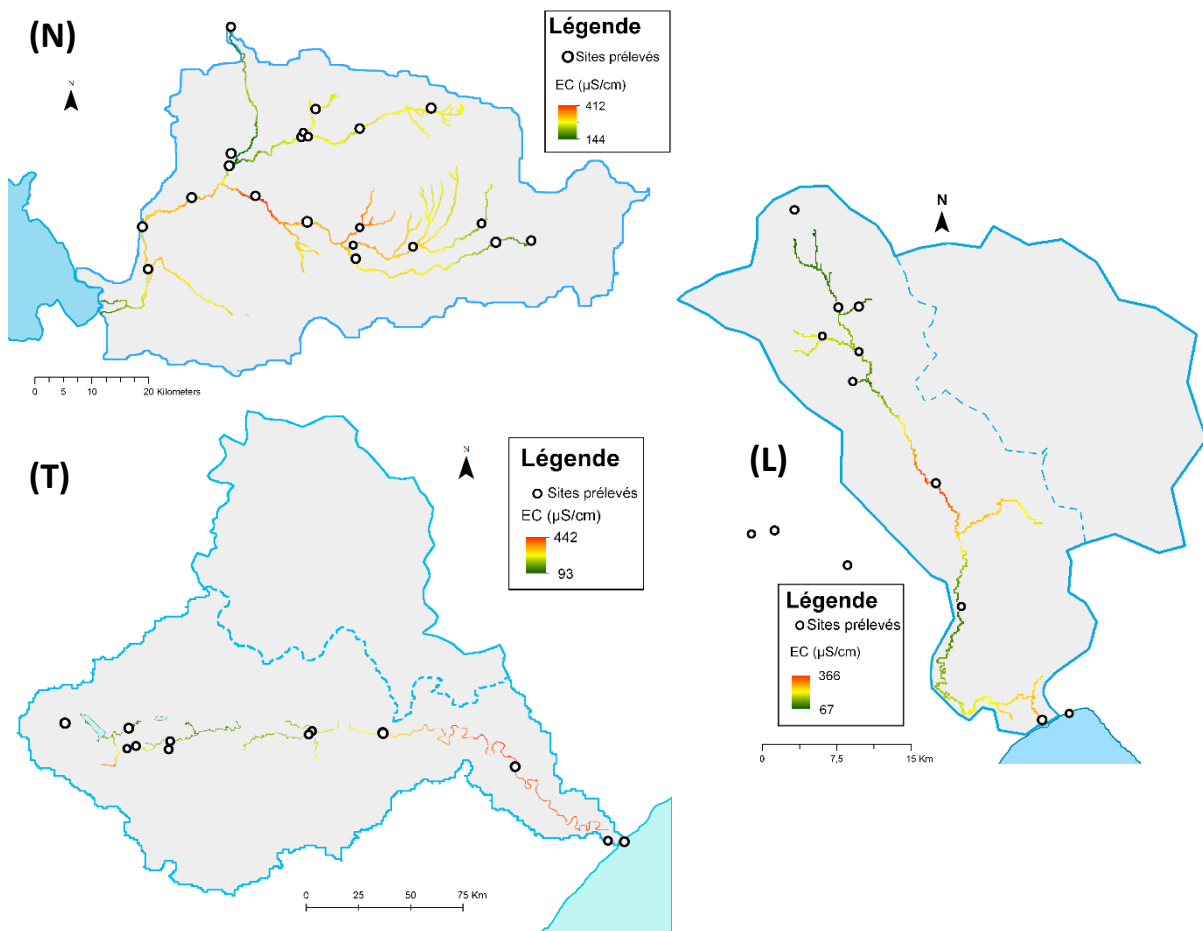 (N)
N
Légende
Sites prélevés
EC (µS/cm)
412
144
0 5 10 20 Kilometers
(T)
N
Légende
Sites prélevés
EC (µS/cm)
442
93
0 25 50 75 Km
(L)
N
Légende
Sites prélevés
EC (µS/cm)
366
67
0 7,5 15 Km